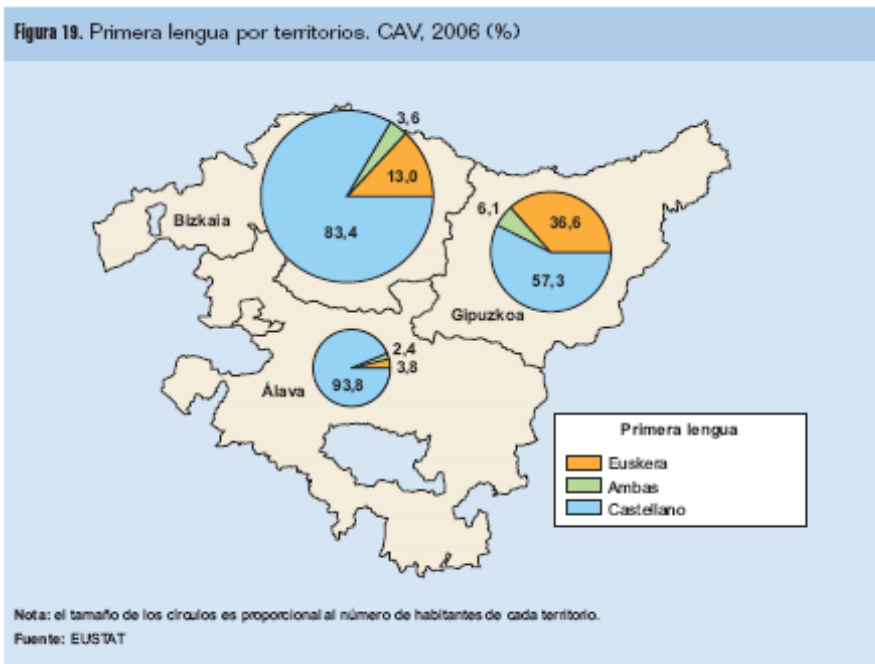 Figura 19. Primera lengua por territorios. CAV, 2006 (%)
3,6
13,0
Bizkaia
83,4
6,1
36,6
57,3
Gipuzkoa
2,4
3,8
93,8
Álava
Primera lengua
Euskera
Ambas
Castellano
Nota: el tamaño de los círculos es proporcional al número de habitantes de cada territorio.
Fuente: EUSTAT